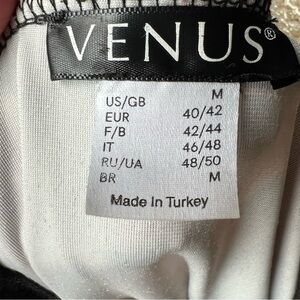 VENUS®
US/GB M
EUR 40/42
F/B 42/44
IT 46/48
RU/UA 48/50
BR M
Made In Turkey